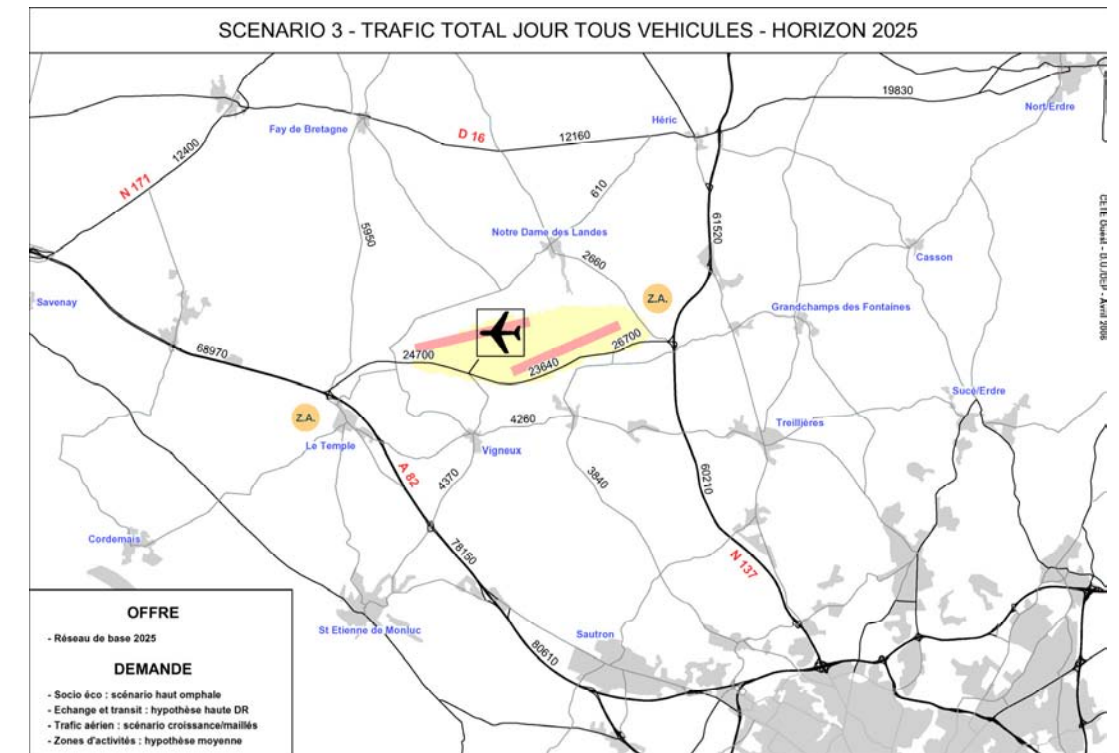 SCENARIO 3 - TRAFIC TOTAL JOUR TOUS VEHICULES - HORIZON 2025
19830
Nort/Erdre
Héric
Fay de Bretagne
D 16
12160
12400
N 171
610
CETE Ouest - D.U./DEP - Avril 2006
5950
61520
Notre Dame des Landes
2660
Casson
Savenay
Z.A.
Grandchamps des Fontaines
68970
24700
26700
23640
Sucé/Erdre
Z.A.
4260
Treillières
Le Temple
Vigneux
A 82
4370
3840
60210
Cordemais
78150
N 137
OFFRE
St Etienne de Monluc
Sautron
- Réseau de base 2025
80610
DEMANDE
- Socio éco : scénario haut omphale
- Echange et transit : hypothèse haute DR
- Trafic aérien : scénario croissance/maillés
- Zones d'activités : hypothèse moyenne